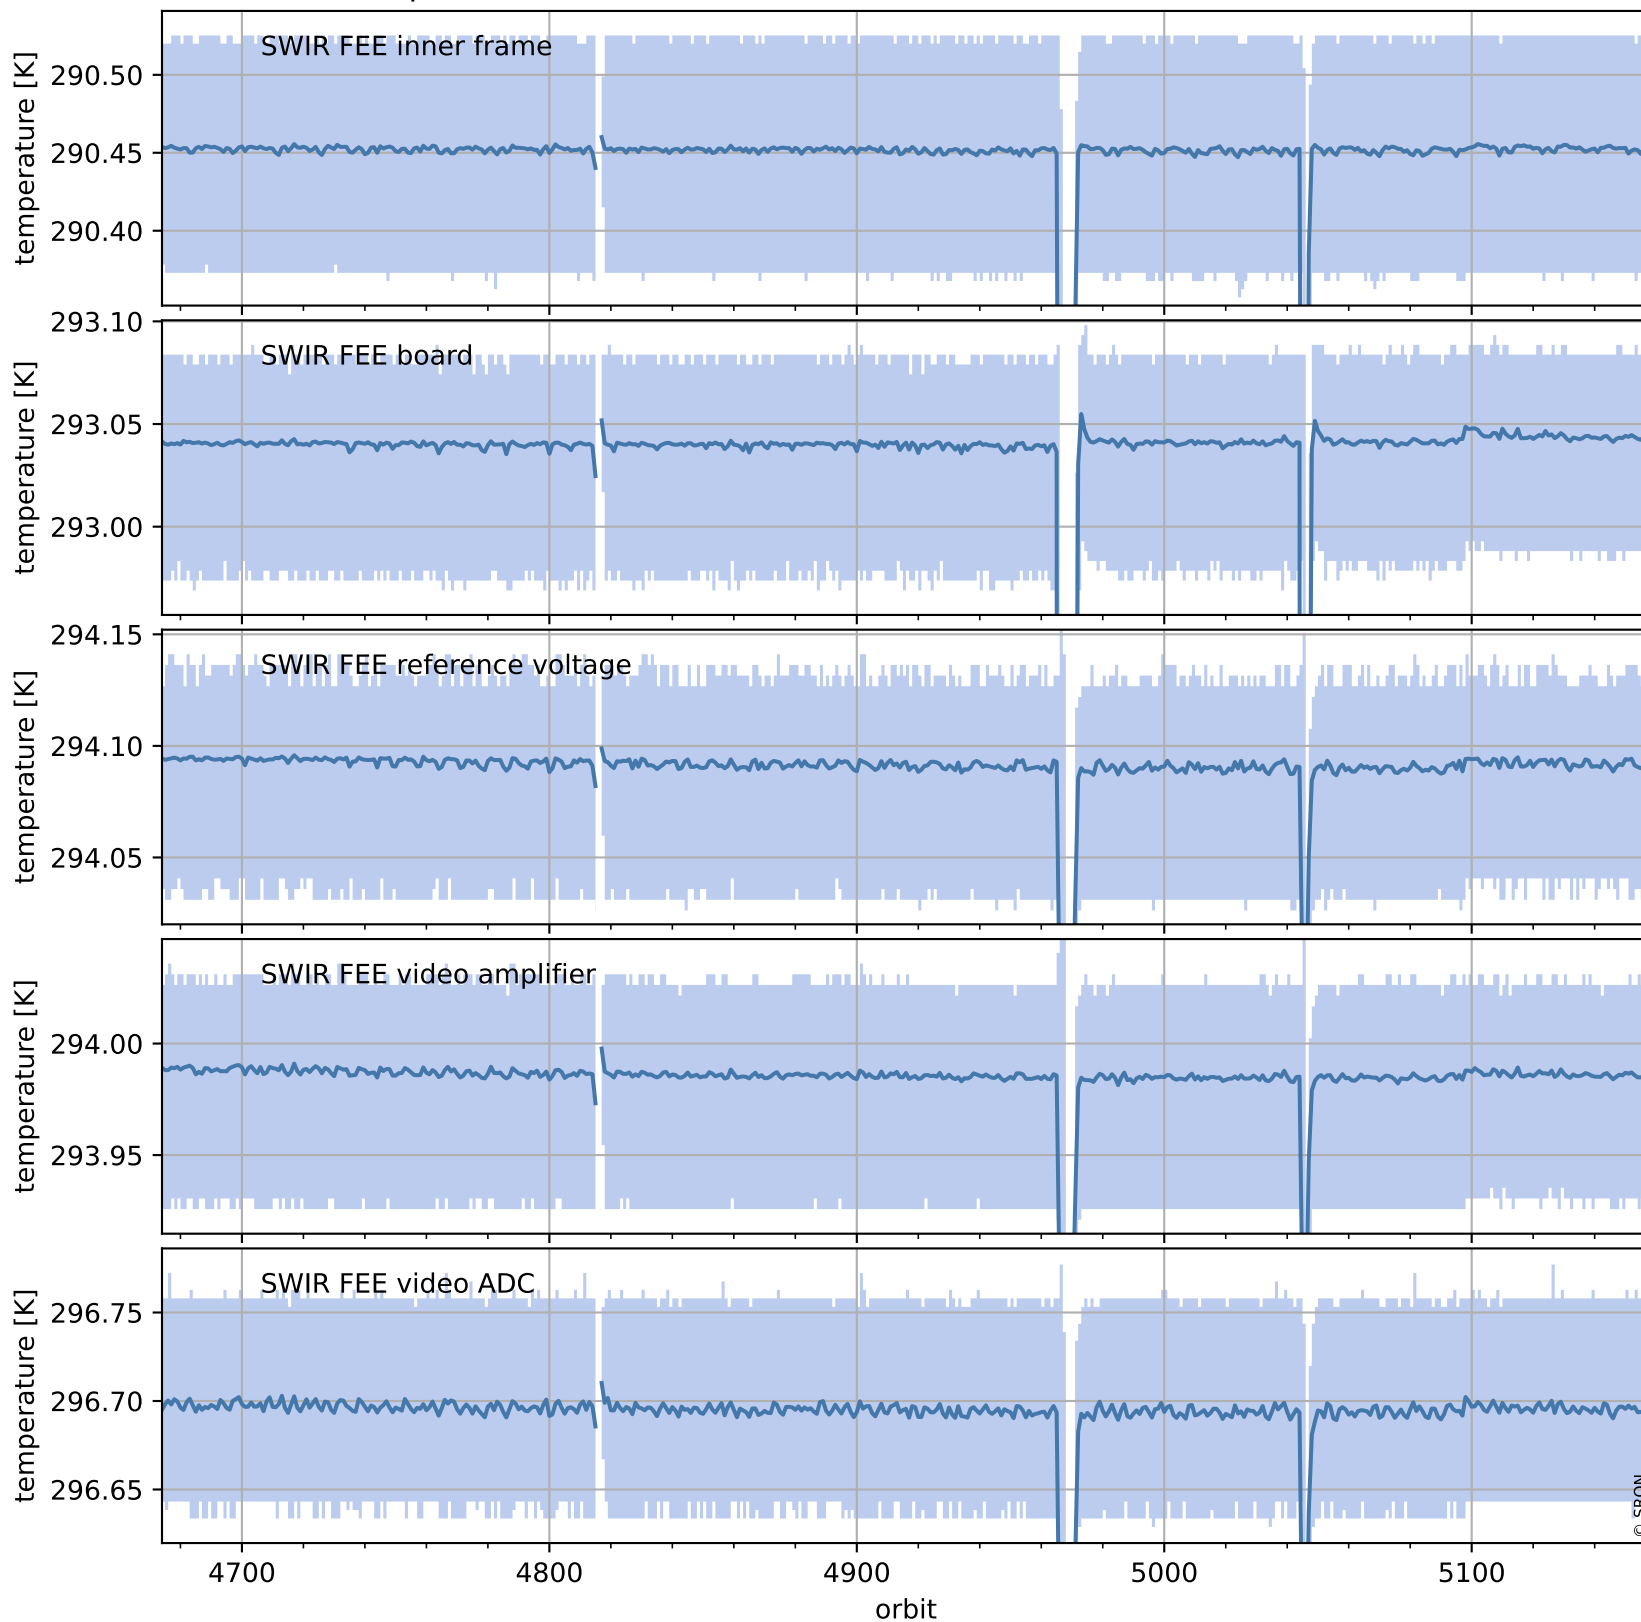 SWIR FEE inner frame
temperature [K]
290.50
290.45
290.40
SWIR FEE board
temperature [K]
293.10
293.05
293.00
SWIR FEE reference voltage
temperature [K]
294.15
294.10
294.05
SWIR FEE video amplifier
temperature [K]
294.00
293.95
SWIR FEE video ADC
temperature [K]
296.75
296.70
296.65
© SRON
4700 4800 4900 5000 5100
orbit